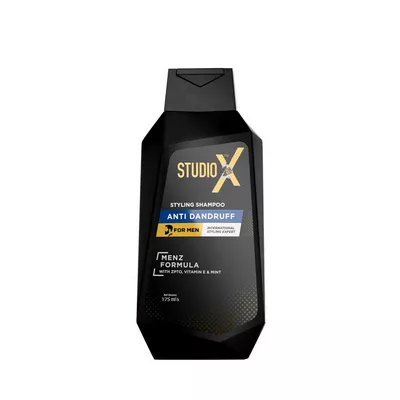 STUDIO X
STYLING SHAMPOO
ANTI DANDRUFF
FOR MEN
INTERNATIONAL
STYLING EXPERT
MENZ
FORMULA
WITH ZPTO, VITAMIN E & MINT
175 ml